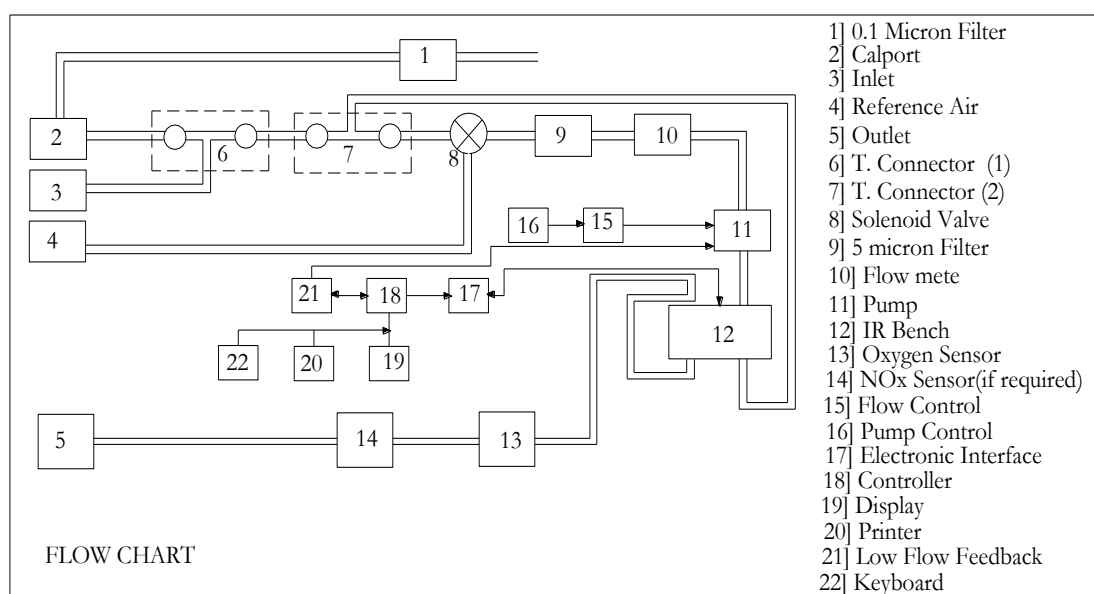 1
2
3
4
6
7
8
9
10
11
16
15
21
18
17
12
22
20
19
5
14
13
FLOW CHART
1] 0.1 Micron Filter
2] Calport
3] Inlet
4] Reference Air
5] Outlet
6] T. Connector (1)
7] T. Connector (2)
8] Solenoid Valve
9] 5 micron Filter
10] Flow mete
11] Pump
12] IR Bench
13] Oxygen Sensor
14] NOx Sensor(if required)
15] Flow Control
16] Pump Control
17] Electronic Interface
18] Controller
19] Display
20] Printer
21] Low Flow Feedback
22] Keyboard